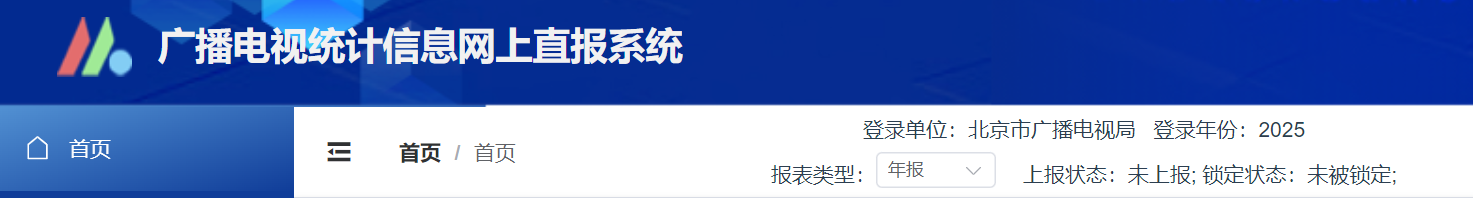 广播电视统计信息网上直报系统
首页
首页 / 首页
登录单位：北京市广播电视局 登录年份：2025
报表类型： 年报 上报状态：未上报; 锁定状态：未被锁定;